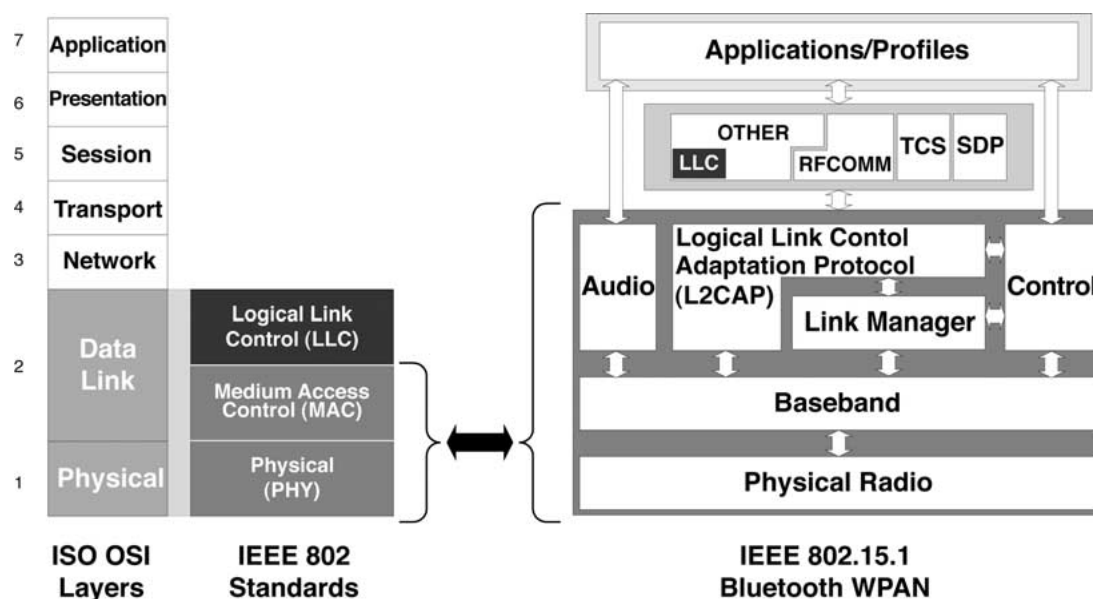 7
Application
6
Presentation
5
Session
4
Transport
3
Network
2
Data
Link
1
Physical
ISO OSI
Layers
Logical Link
Control (LLC)
Medium Access
Control (MAC)
Physical
(PHY)
IEEE 802
Standards
Applications/Profiles
OTHER
LLC
RFCOMM
TCS
SDP
Audio
Logical Link Contol
Adaptation Protocol
(L2CAP)
Link Manager
Control
Baseband
Physical Radio
IEEE 802.15.1
Bluetooth WPAN